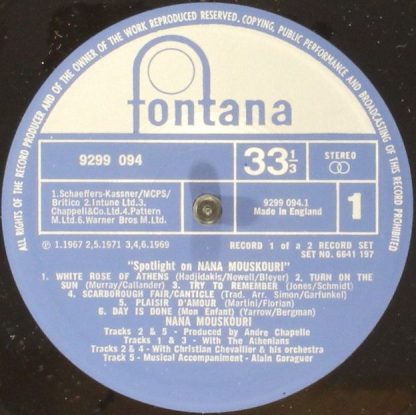 ALL RIGHTS OF THE RECORD PRODUCER AND OF THE OWNER OF THE WORK REPRODUCED RESERVED. COPYING, PUBLIC PERFORMANCE AND BROADCASTING OF THIS RECORD PROHIBITED
fontana
9299 094
33 1/3
STEREO
1.Schaeffers-Kassner/MCPS/
Britico 2.Intune Ltd.3.
Chappell&Co.Ltd.4.Pattern
M.Ltd.6.Warner Bros M.Ltd.
9299 094.1
Made in England
1
℗ 1.1967 2,5.1971 3,4,6.1969
RECORD 1 of a 2 RECORD SET
SET No. 6641 197
"Spotlight on NANA MOUSKOURI"
1. WHITE ROSE OF ATHENS (Hadjidakis/Newell/Bleyer) 2. TURN ON THE
SUN (Murray/Callander) 3. TRY TO REMEMBER (Jones/Schmidt)
4. SCARBOROUGH FAIR/CANTICLE (Trad. Arr. Simon/Garfunkel)
5. PLAISIR D'AMOUR (Martini/Florian)
6. DAY IS DONE (Mon Enfant) (Yarrow/Bergman)
NANA MOUSKOURI
Tracks 2 & 5 - Produced by Andre Chapelle
Tracks 1 & 3 - With The Athenians
Tracks 2 & 4 - With Christian Chevallier & his orchestra
Track 5 - Musical Accompaniment - Alain Goraguer